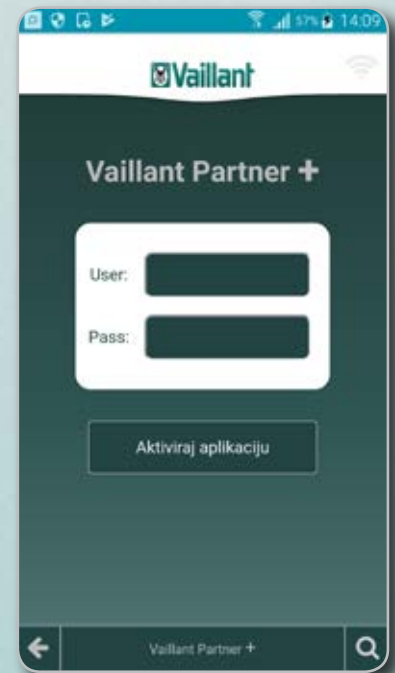 57% 14:09
Vaillant
Vaillant Partner +
User:
Pass:
Aktiviraj aplikaciju
Vaillant Partner +